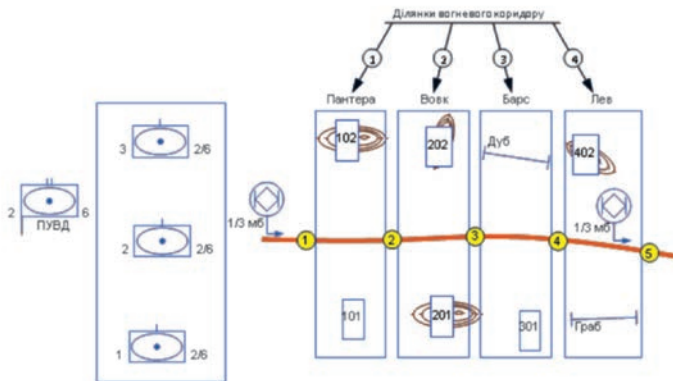 Ділянки вогневого коридару
1 2 3 4
Пантера Вовк Барс Лев
102 202 Дуб 402
3 2/6
2 6
ПУВД
1/3 мб 1/3 мб
2 2/6
1 2 3 4 5
101 201 301 Граб
1 2/6